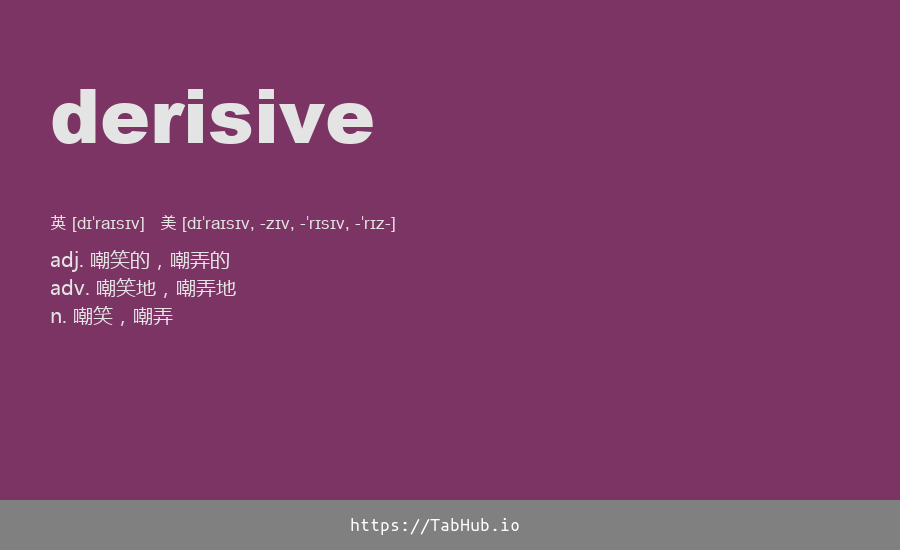 derisive
英 [dɪˈraɪsɪv] 美 [dɪˈraɪsɪv, -zɪv, -ˈrɪsɪv, -ˈrɪz-]
adj. 嘲笑的，嘲弄的
adv. 嘲笑地，嘲弄地
n. 嘲笑，嘲弄
https://TabHub.io